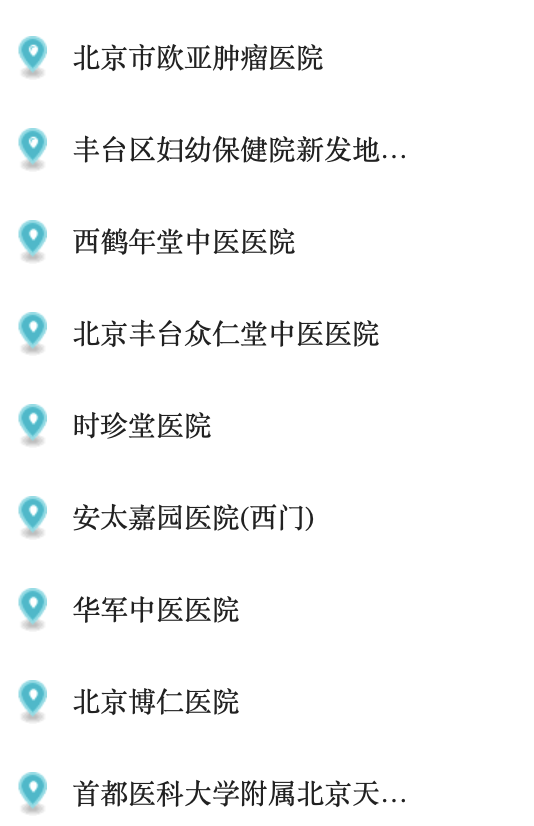 北京市欧亚肿瘤医院
丰台区妇幼保健院新发地…
西鹤年堂中医医院
北京丰台众仁堂中医医院
时珍堂医院
安太嘉园医院(西门)
华军中医医院
北京博仁医院
首都医科大学附属北京天…